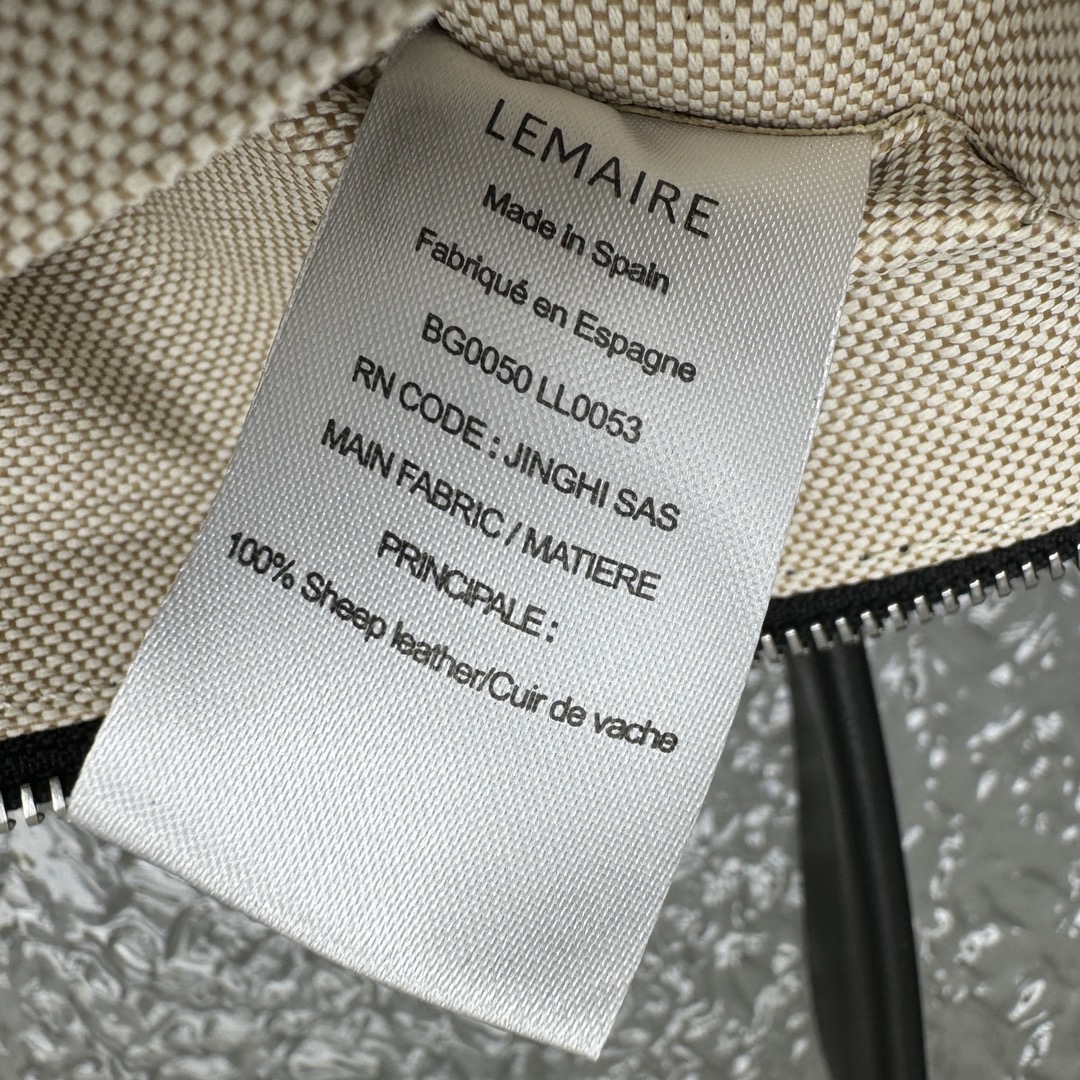 LEMAIRE
Made in Spain
Fabriqué en Espagne
BG0050 LL0053
RN CODE : JINGHI SAS
MAIN FABRIC / MATIERE
PRINCIPALE :
100% Sheep leather/Cuir de vache